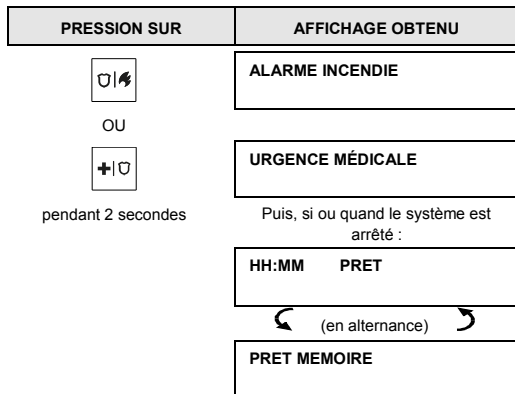 PRESSION SUR
AFFICHAGE OBTENU
ALARME INCENDIE
OU
URGENCE MÉDICALE
pendant 2 secondes
Puis, si ou quand le système est
arrêté :
HH:MM PRET
(en alternance)
PRET MEMOIRE